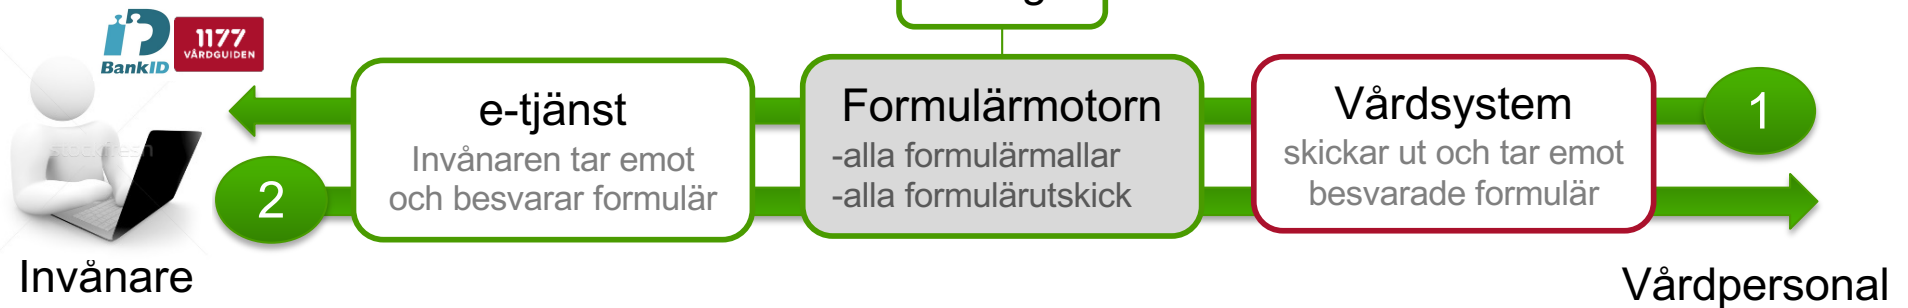 BankID
1177
VÅRDGUIDEN
e-tjänst
Invånaren tar emot
och besvarar formulär
Formulärmotorn
-alla formulärmallar
-alla formulärutskick
Vårdsystem
skickar ut och tar emot
besvarade formulär
1
2
Invånare
Vårdpersonal